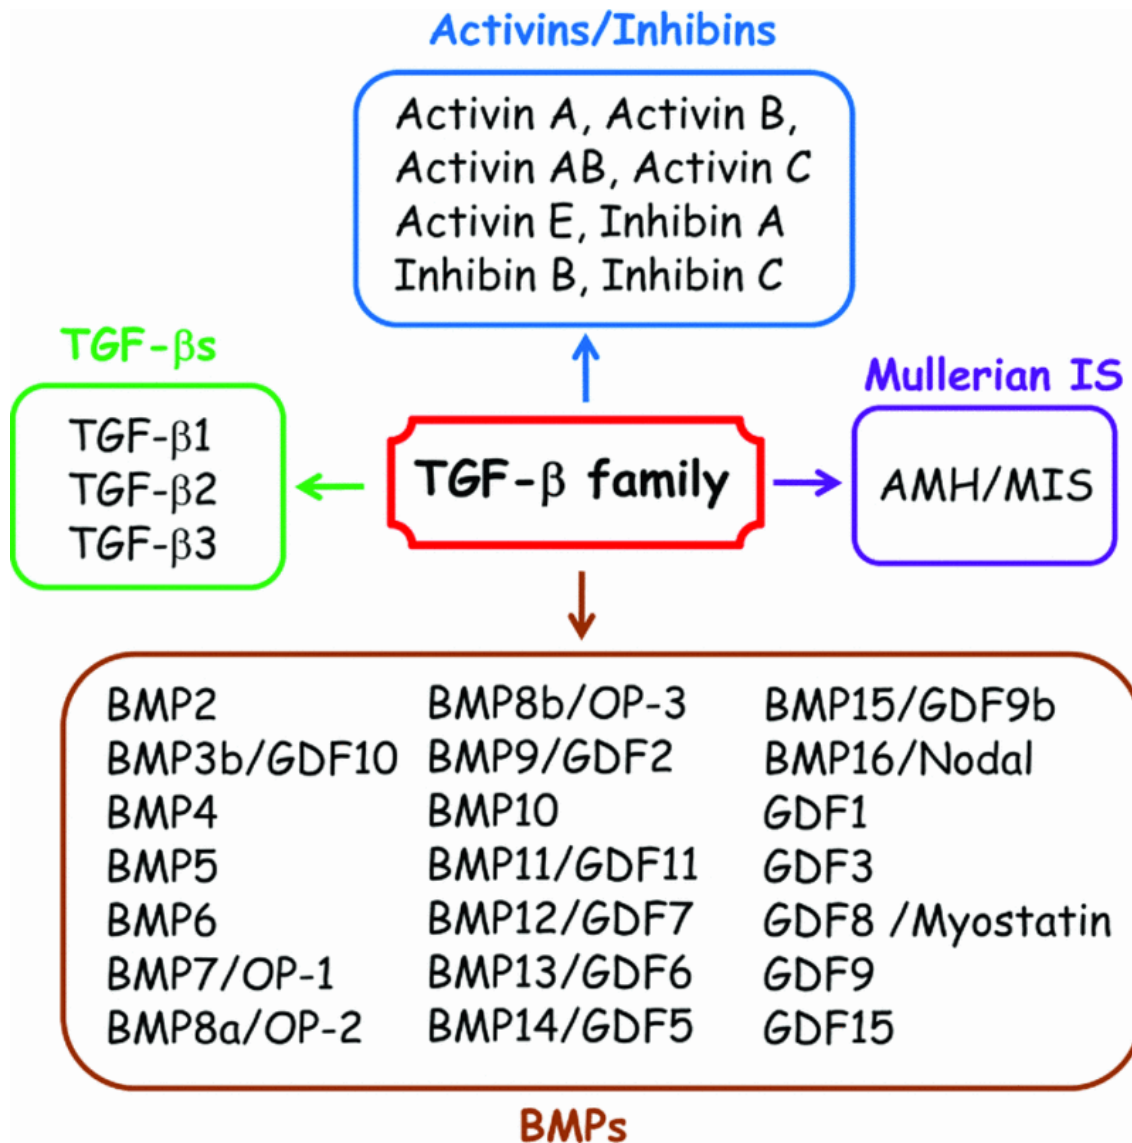 Activins/Inhibins
Activin A, Activin B,
Activin AB, Activin C
Activin E, Inhibin A
Inhibin B, Inhibin C
TGF-βs
TGF-β1
TGF-β2
TGF-β3
TGF-β family
Mullerian IS
AMH/MIS
BMP2
BMP3b/GDF10
BMP4
BMP5
BMP6
BMP7/OP-1
BMP8a/OP-2
BMP8b/OP-3
BMP9/GDF2
BMP10
BMP11/GDF11
BMP12/GDF7
BMP13/GDF6
BMP14/GDF5
BMP15/GDF9b
BMP16/Nodal
GDF1
GDF3
GDF8 /Myostatin
GDF9
GDF15
BMPs